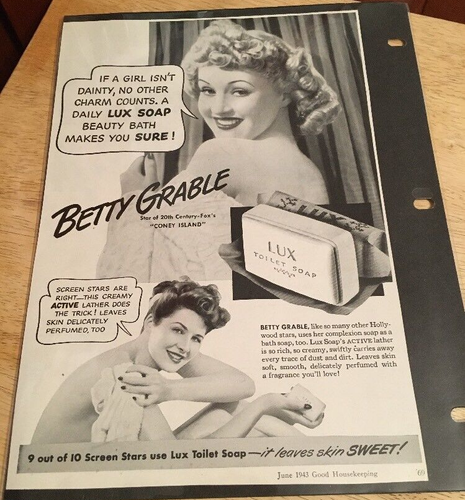 IF A GIRL ISN'T
DAINTY, NO OTHER
CHARM COUNTS. A
DAILY LUX SOAP
BEAUTY BATH
MAKES YOU SURE!
BETTY GRABLE
Star of 20th Century-Fox's
"CONEY ISLAND"
LUX
LUX
TOILET SOAP
SCREEN STARS ARE
RIGHT—THIS CREAMY
ACTIVE LATHER DOES
THE TRICK! LEAVES
SKIN DELICATELY
PERFUMED, TOO
BETTY GRABLE, like so many other Holly-
wood stars, uses her complexion soap as a
bath soap, too. Lux Soap's ACTIVE lather
is so rich, so creamy, swiftly carries away
every trace of dust and dirt. Leaves skin
soft, smooth, delicately perfumed with
a fragrance you'll love!
9 out of 10 Screen Stars use Lux Toilet Soap—it leaves skin SWEET!
June 1943 Good Housekeeping